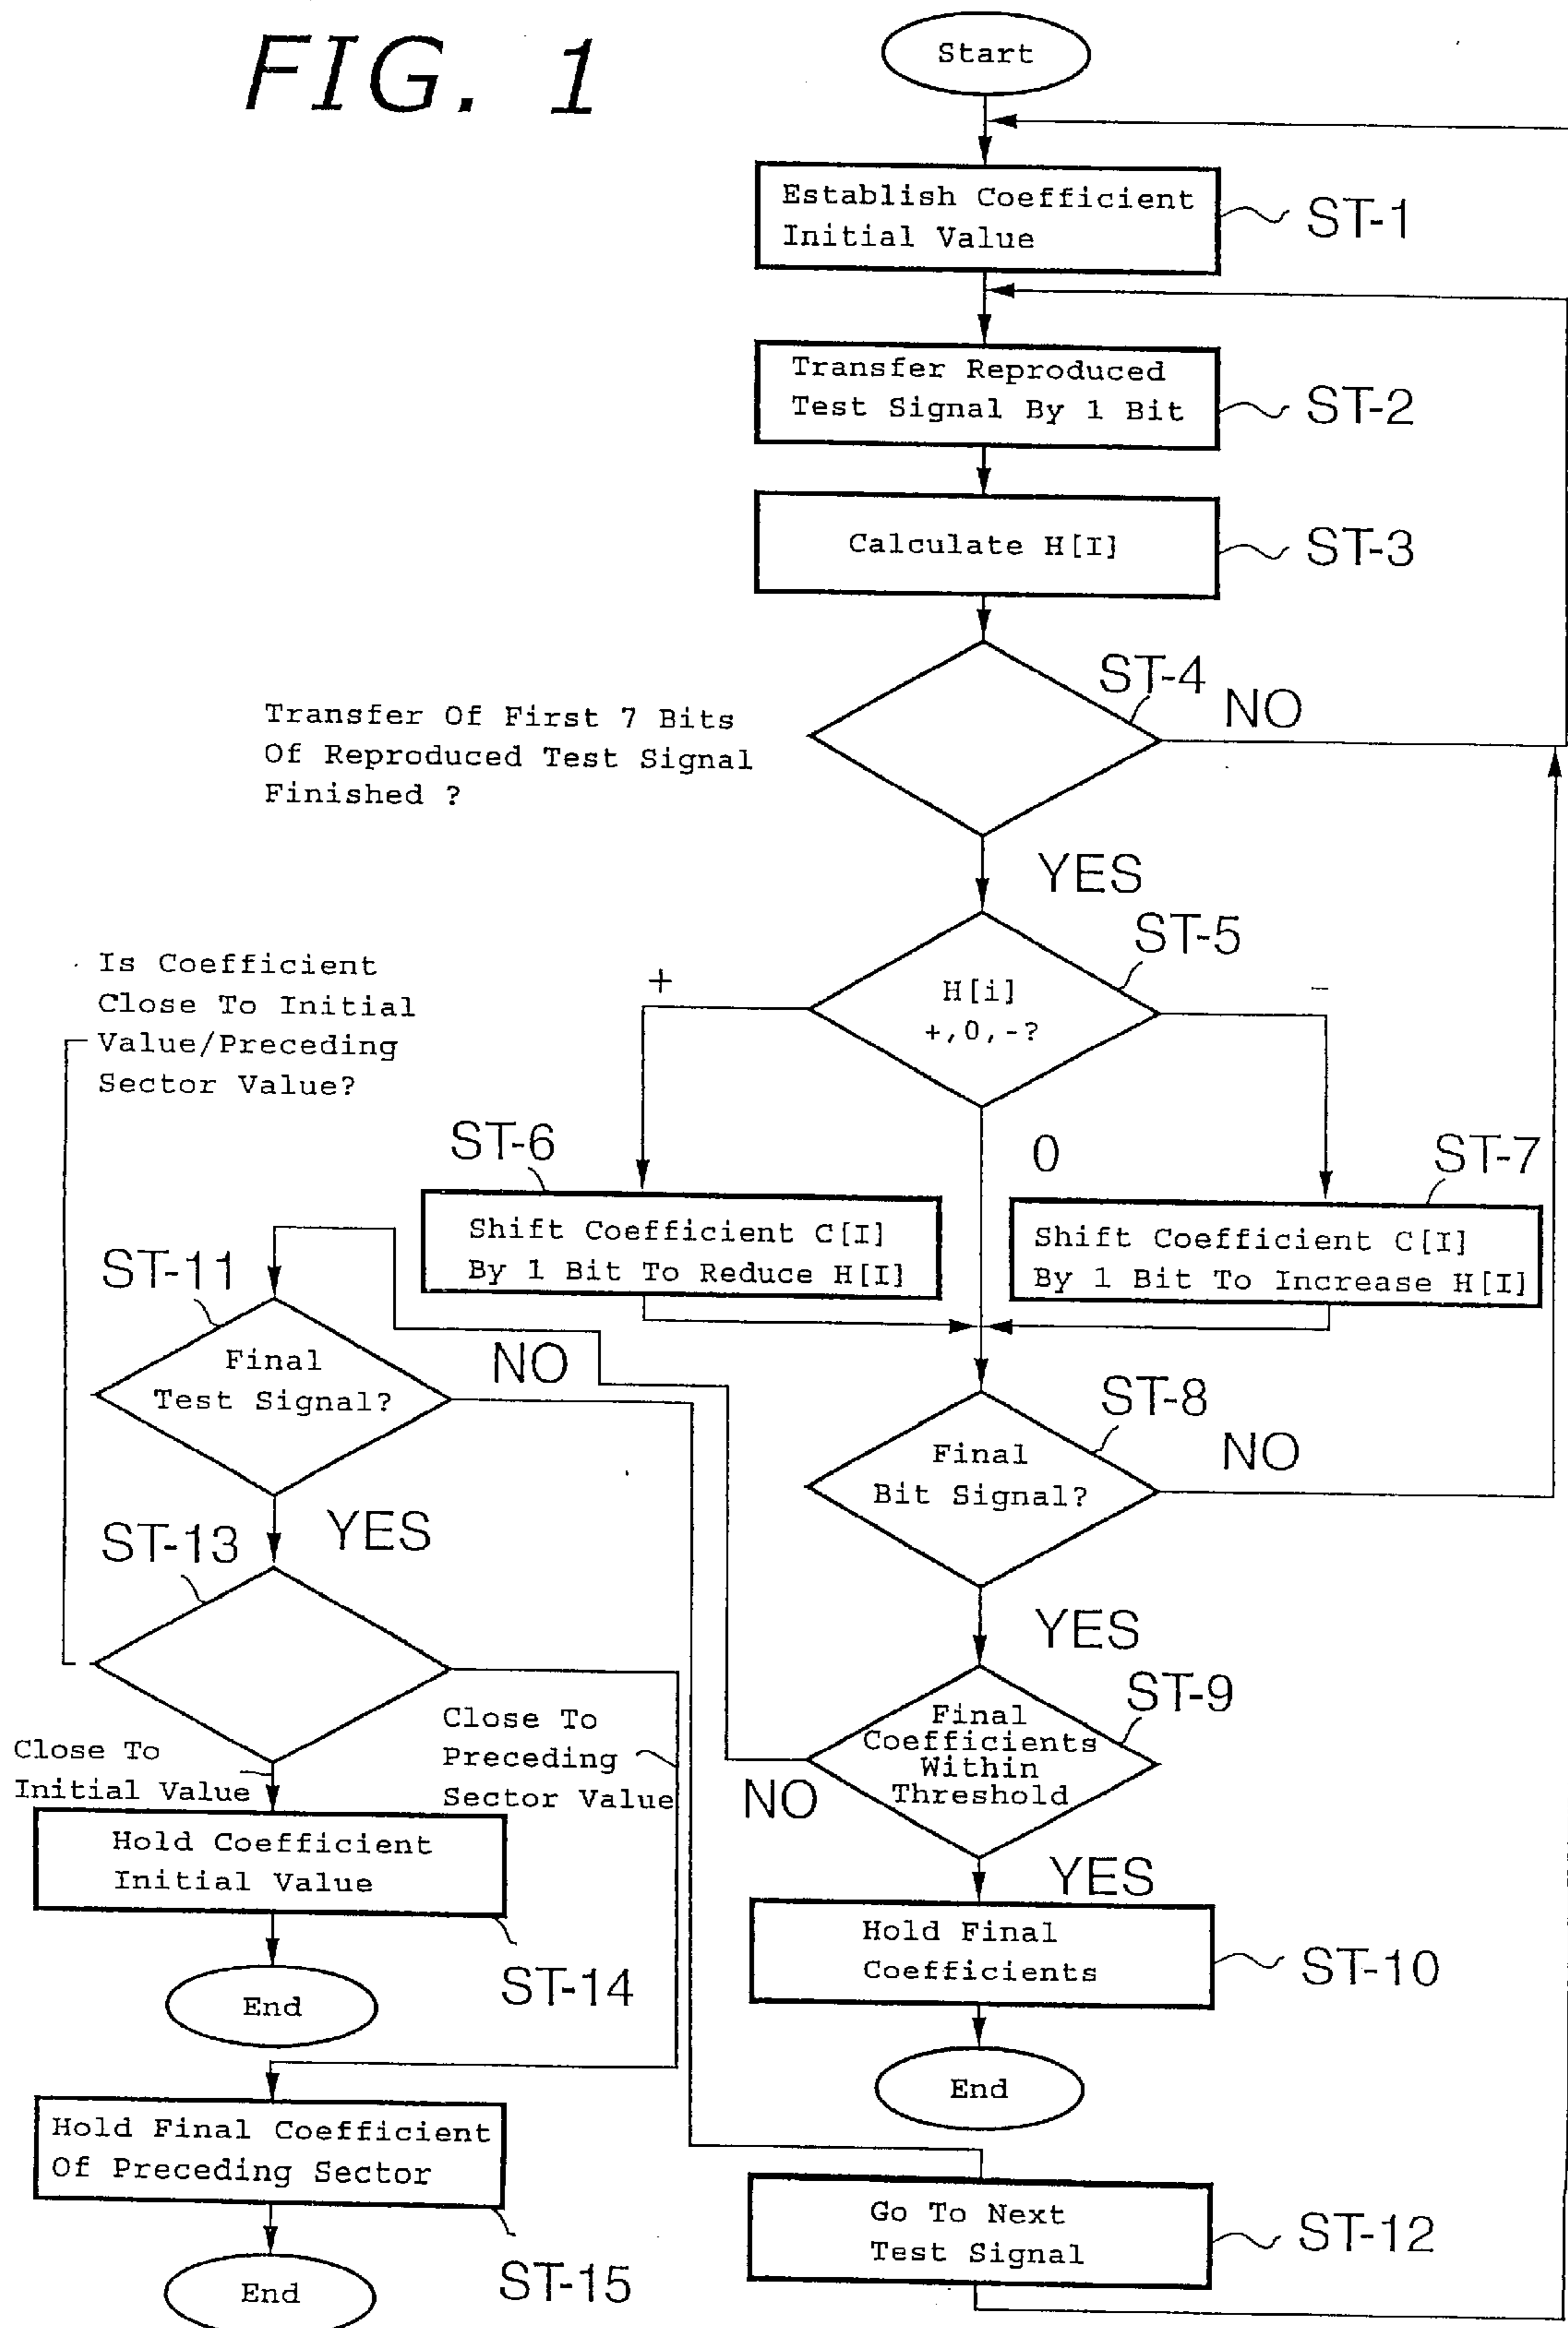 FIG. 1
Start
Establish Coefficient
Initial Value
ST-1
Transfer Reproduced
Test Signal By 1 Bit
ST-2
Calculate H[I]
ST-3
ST-4
NO
Transfer Of First 7 Bits
Of Reproduced Test Signal
Finished ?
YES
ST-5
H[i]
+,0,-?
+
-
0
Is Coefficient
Close To Initial
Value/Preceding
Sector Value?
ST-6
Shift Coefficient C[I]
By 1 Bit To Reduce H[I]
ST-7
Shift Coefficient C[I]
By 1 Bit To Increase H[I]
ST-11
Final
Test Signal?
NO
YES
ST-8
Final
Bit Signal?
NO
YES
ST-13
ST-9
Final
Coefficients
Within
Threshold
NO
YES
Close To
Initial Value
Close To
Preceding
Sector Value
Hold Coefficient
Initial Value
ST-14
End
Hold Final
Coefficients
ST-10
End
Hold Final Coefficient
Of Preceding Sector
ST-15
End
Go To Next
Test Signal
ST-12